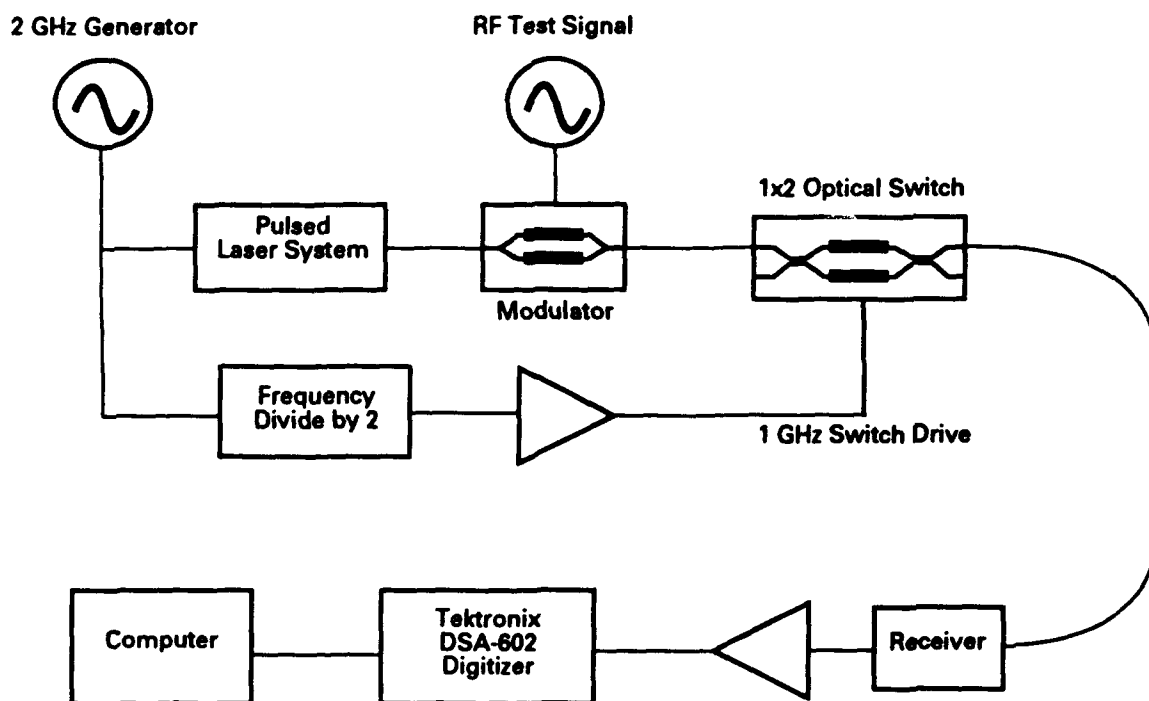 2 GHz Generator
RF Test Signal
1x2 Optical Switch
Pulsed
Laser System
Modulator
Frequency
Divide by 2
1 GHz Switch Drive
Computer
Tektronix
DSA-602
Digitizer
Receiver